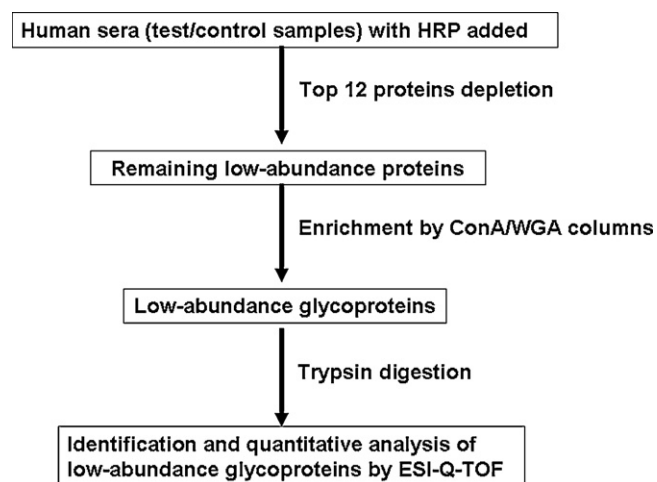 Human sera (test/control samples) with HRP added
Top 12 proteins depletion
Remaining low-abundance proteins
Enrichment by ConA/WGA columns
Low-abundance glycoproteins
Trypsin digestion
Identification and quantitative analysis of
low-abundance glycoproteins by ESI-Q-TOF